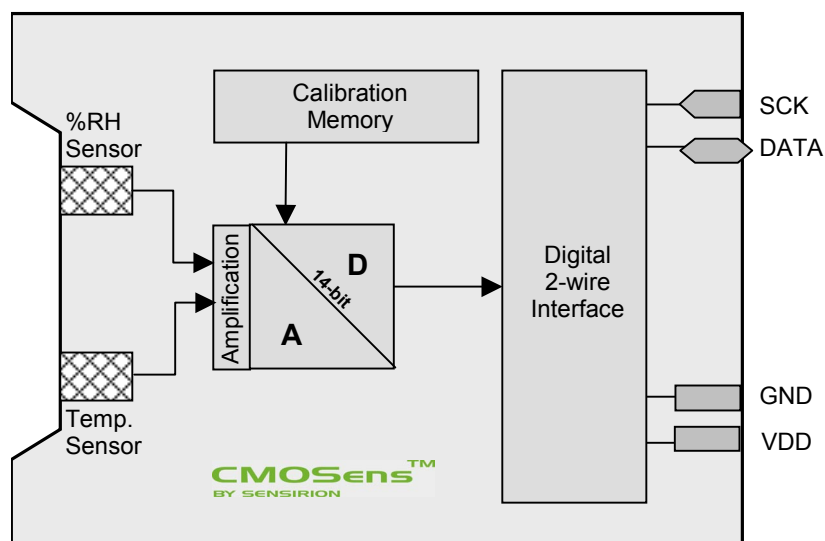 %RH
Sensor
Calibration
Memory
SCK
DATA
Amplification
D
14-bit
A
Digital
2-wire
Interface
Temp.
Sensor
GND
VDD
CMOSens™
BY SENSIRION